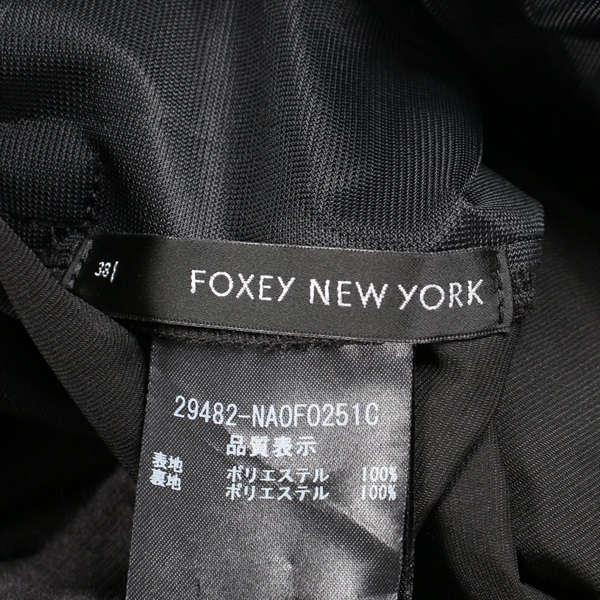 38
FOXEY NEW YORK
29482-NA0F0251C
品質表示
表地 ポリエステル 100%
裏地 ポリエステル 100%